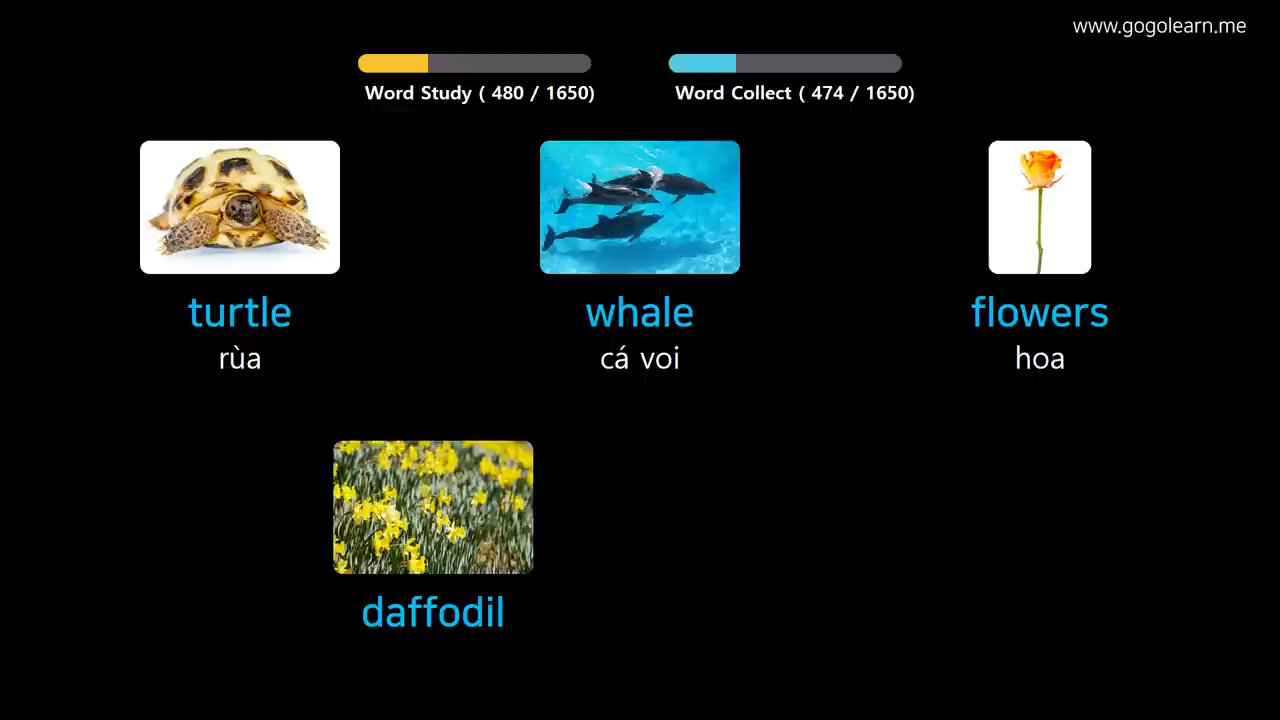 www.gogolearn.me
Word Study ( 480 / 1650)
Word Collect ( 474 / 1650)
turtle
rùa
whale
cá voi
flowers
hoa
daffodil